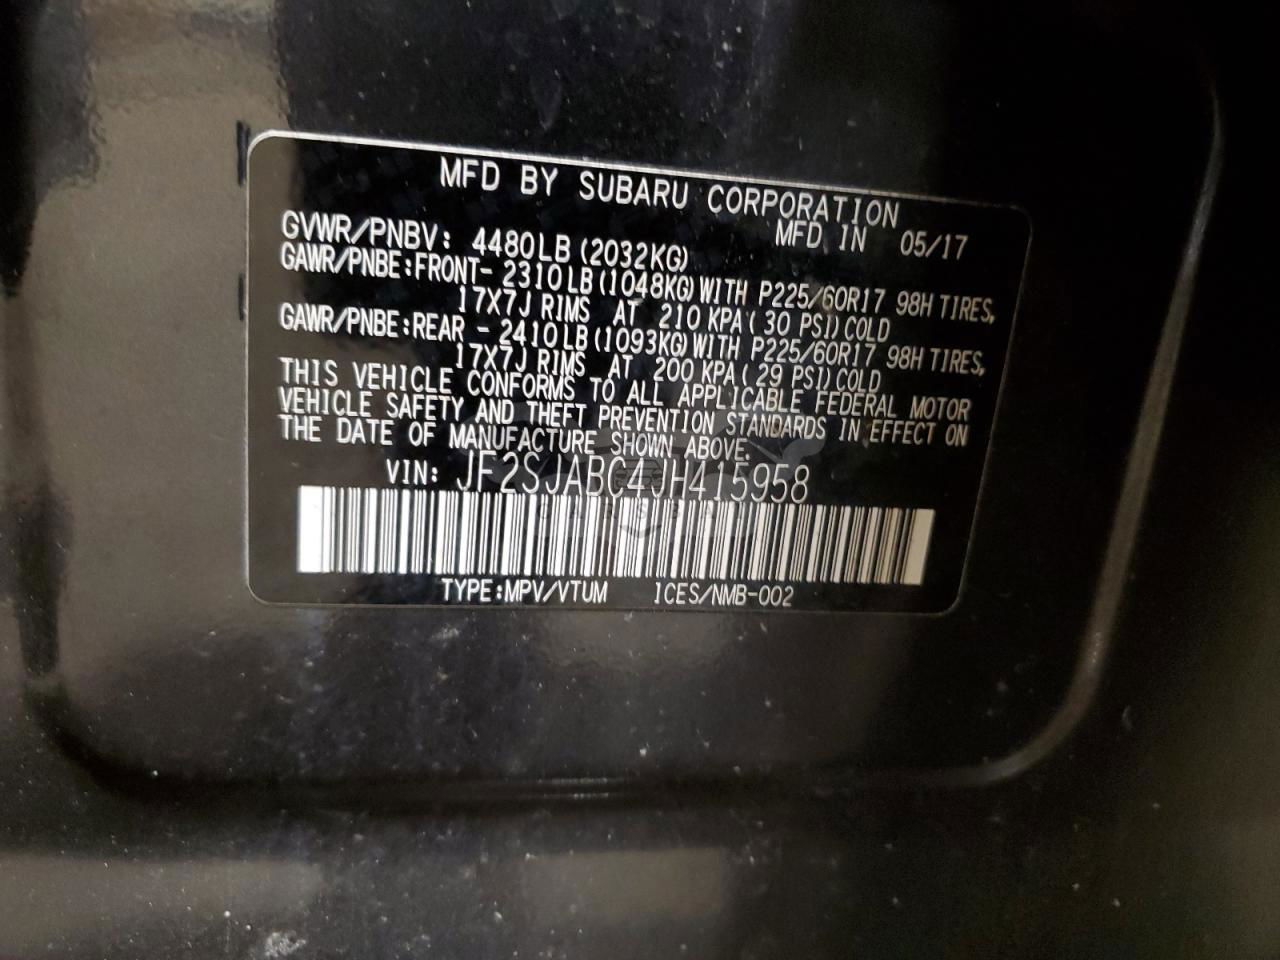 MFD BY SUBARU CORPORATION
MFD IN 05/17
GVWR/PNBV: 4480LB (2032KG)
GAWR/PNBE:FRONT- 2310LB(1048KG)WITH P225/60R17 98H TIRES,
17X7J RIMS AT 210 KPA( 30 PSI)COLD
GAWR/PNBE:REAR - 2410LB(1093KG)WITH P225/60R17 98H TIRES,
17X7J RIMS AT 200 KPA( 29 PSI)COLD
THIS VEHICLE CONFORMS TO ALL APPLICABLE FEDERAL MOTOR
VEHICLE SAFETY AND THEFT PREVENTION STANDARDS IN EFFECT ON
THE DATE OF MANUFACTURE SHOWN ABOVE.
VIN: JF2SJABC4JH415958
TYPE:MPV/VTUM ICES/NMB-002